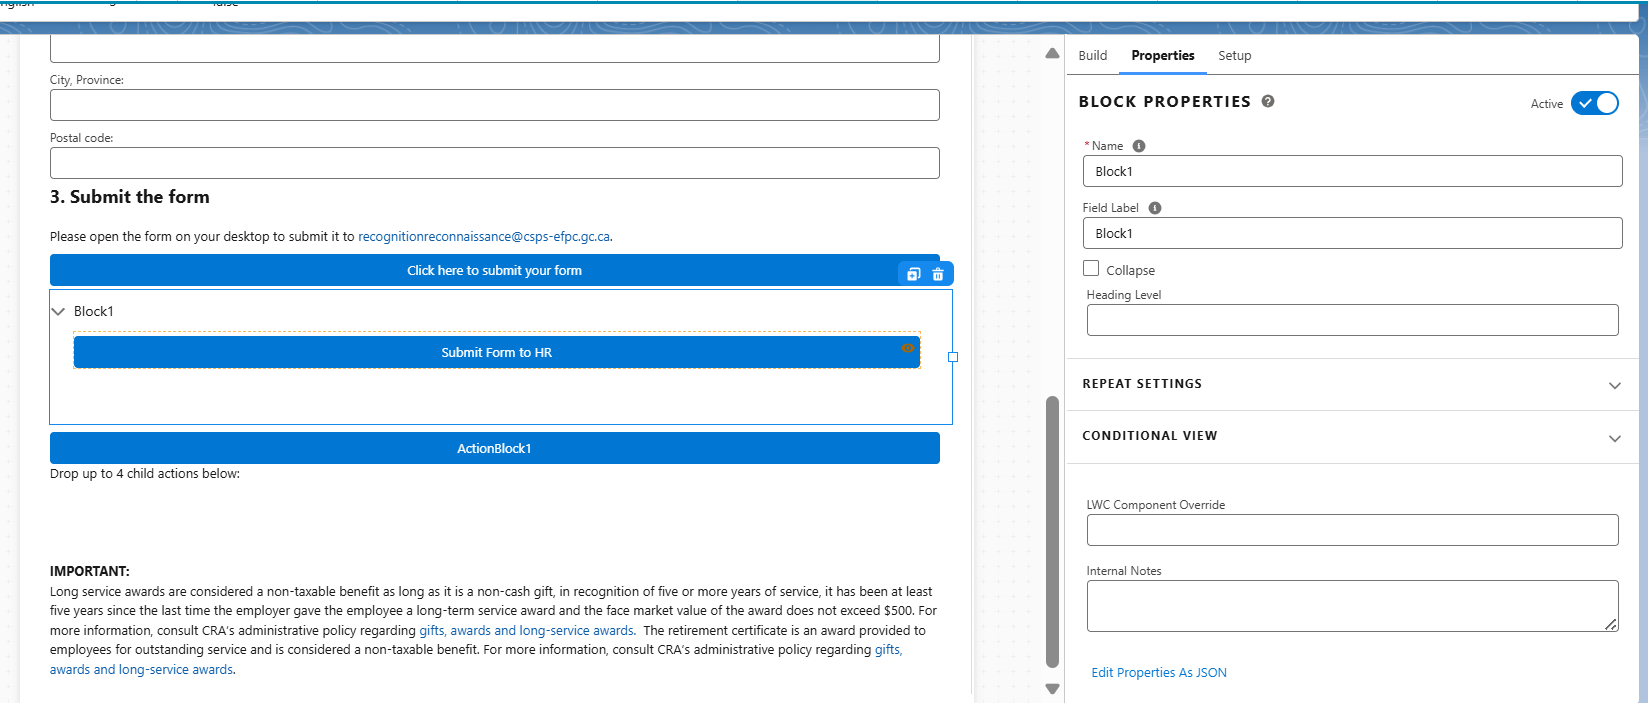 City, Province:
Postal code:
3. Submit the form
Please open the form on your desktop to submit it to recognitionreconnaissance@csps-efpc.gc.ca.
Click here to submit your form
Block1
Submit Form to HR
ActionBlock1
Drop up to 4 child actions below:
IMPORTANT:
Long service awards are considered a non-taxable benefit as long as it is a non-cash gift, in recognition of five or more years of service, it has been at least
five years since the last time the employer gave the employee a long-term service award and the face market value of the award does not exceed $500. For
more information, consult CRA's administrative policy regarding gifts, awards and long-service awards.  The retirement certificate is an award provided to
employees for outstanding service and is considered a non-taxable benefit. For more information, consult CRA's administrative policy regarding gifts,
awards and long-service awards.
Build Properties Setup
BLOCK PROPERTIES
Active
* Name
Block1
Field Label
Block1
Collapse
Heading Level
REPEAT SETTINGS
CONDITIONAL VIEW
LWC Component Override
Internal Notes
Edit Properties As JSON